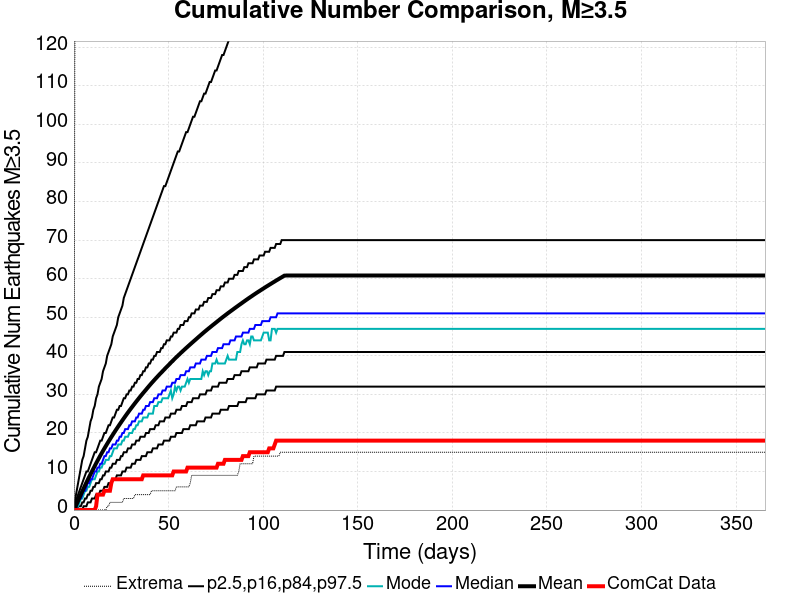 Cumulative Number Comparison, M≥3.5
Cumulative Num Earthquakes M≥3.5
120
110
100
90
80
70
60
50
40
30
20
10
0
0 50 100 150 200 250 300 350
Time (days)
Extrema p2.5,p16,p84,p97.5 Mode Median Mean ComCat Data